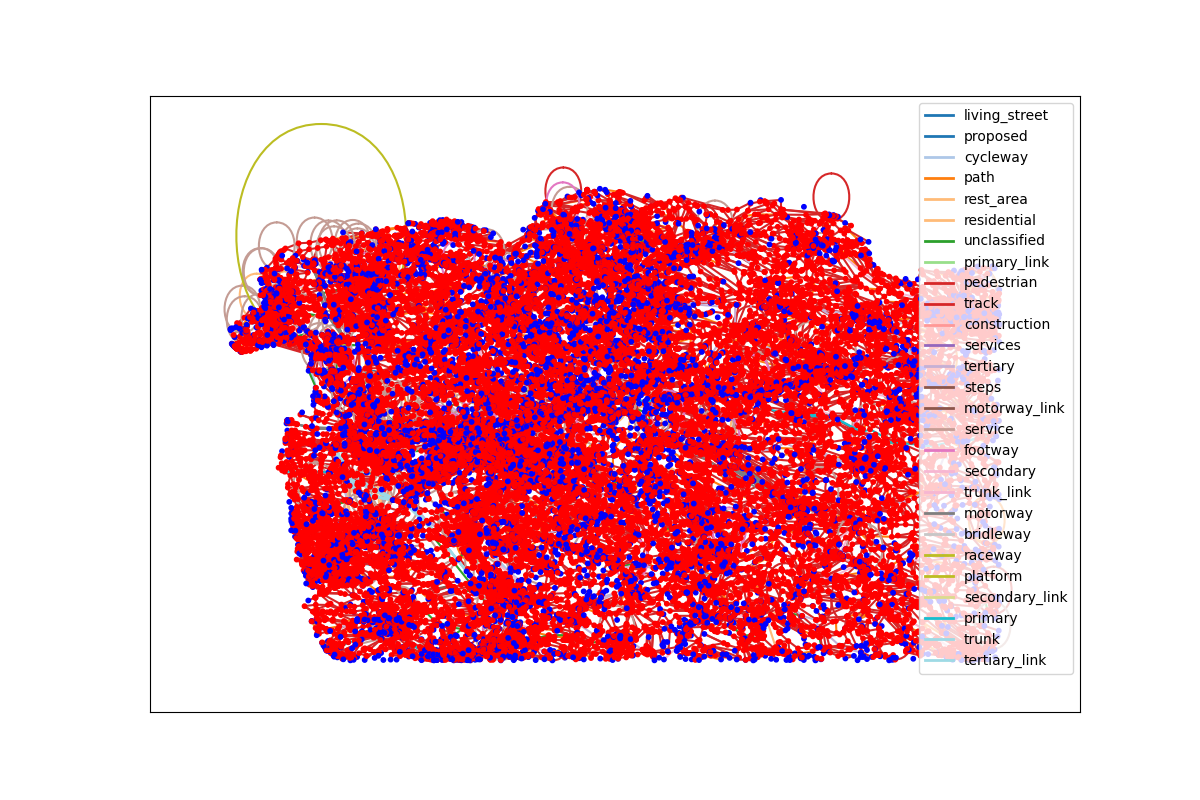 living_street
proposed
cycleway
path
rest_area
residential
unclassified
primary_link
pedestrian
track
construction
services
tertiary
steps
motorway_link
service
footway
secondary
trunk_link
motorway
bridleway
raceway
platform
secondary_link
primary
trunk
tertiary_link